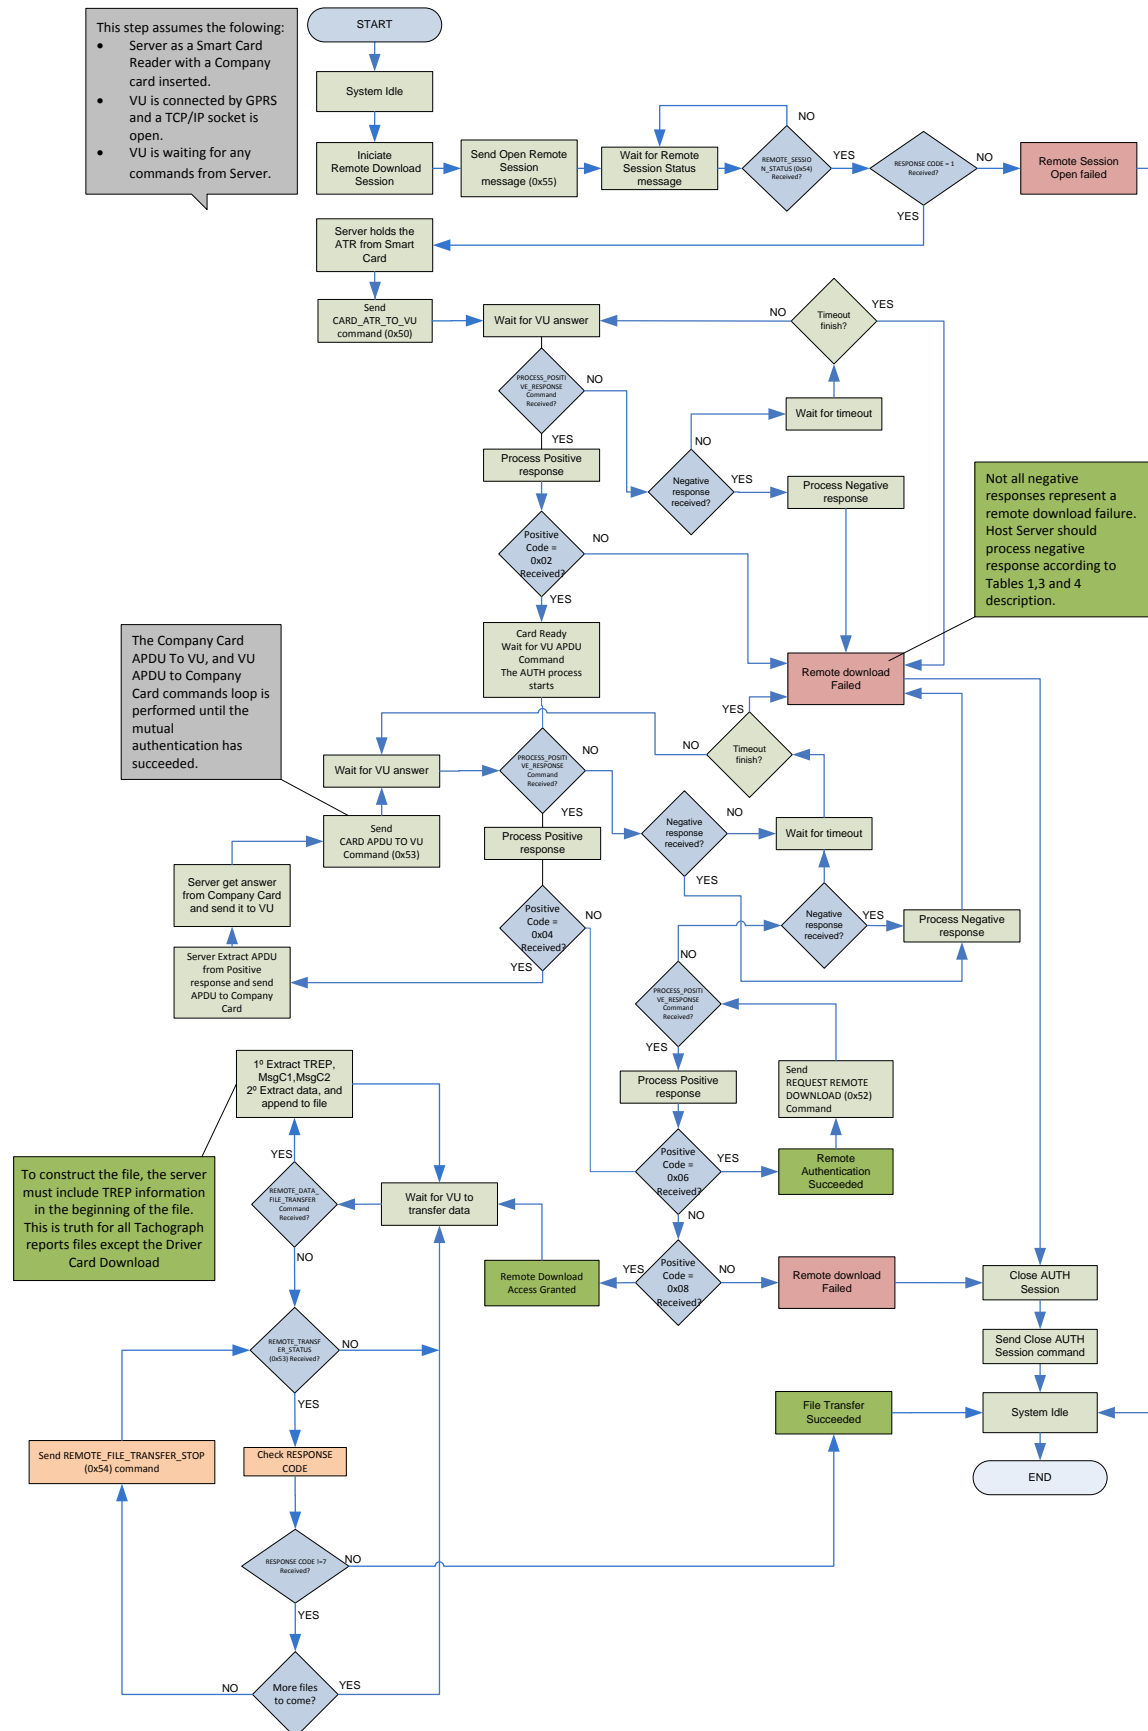 This step assumes the folowing:
• Server as a Smart Card
Reader with a Company
card inserted.
• VU is connected by GPRS
and a TCP/IP socket is
open.
• VU is waiting for any
commands from Server.
START
System Idle
Iniciate
Remote Download
Session
Send Open Remote
Session
message (0x55)
Wait for Remote
Session Status
message
NO
REMOTE_SESSIO
N_STATUS (0x54)
Received?
YES
RESPONSE CODE = 1
Received?
NO
Remote Session
Open failed
YES
Server holds the
ATR from Smart
Card
Send
CARD_ATR_TO_VU
command (0x50)
Wait for VU answer
NO
Timeout
finish?
YES
PROCESS_POSITI
VE_RESPONSE
Command
Received?
NO
Wait for timeout
YES
NO
Process Positive
response
Negative
response
received?
YES
Process Negative
response
Not all negative
responses represent a
remote download failure.
Host Server should
process negative
response according to
Tables 1,3 and 4
description.
Positive
Code =
0x02
Received?
NO
YES
Card Ready
Wait for VU APDU
Command
The AUTH process
starts
Remote download
Failed
The Company Card
APDU To VU, and VU
APDU to Company
Card commands loop is
performed until the
mutual
authentication has
succeeded.
YES
NO
Timeout
finish?
Wait for VU answer
PROCESS_POSITI
VE_RESPONSE
Command
Received?
NO
YES
Send
CARD APDU TO VU
Command (0x53)
Process Positive
response
Negative
response
received?
NO
Wait for timeout
YES
Server get answer
from Company Card
and send it to VU
Positive
Code =
0x04
Received?
NO
YES
Negative
response
received?
YES
Process Negative
response
NO
Server Extract APDU
from Positive
response and send
APDU to Company
Card
PROCESS_POSITI
VE_RESPONSE
Command
Received?
YES
1º Extract TREP,
MsgC1,MsgC2
2º Extract data, and
append to file
Process Positive
response
Send
REQUEST REMOTE
DOWNLOAD (0x52)
Command
YES
To construct the file, the server
must include TREP information
in the beginning of the file.
This is truth for all Tachograph
reports files except the Driver
Card Download
REMOTE_DATA_
FILE_TRANSFER
Command
Received?
Wait for VU to
transfer data
Positive
Code =
0x06
Received?
YES
Remote
Authentication
Succeeded
NO
NO
Remote Download
Access Granted
YES
Positive
Code =
0x08
Received?
NO
Remote download
Failed
Close AUTH
Session
REMOTE_TRANSF
ER_STATUS
(0x53) Received?
NO
Send Close AUTH
Session command
YES
File Transfer
Succeeded
System Idle
Send REMOTE_FILE_TRANSFER_STOP
(0x54) command
Check RESPONSE
CODE
END
RESPONSE CODE !=7
Received?
NO
YES
NO
More files
to come?
YES